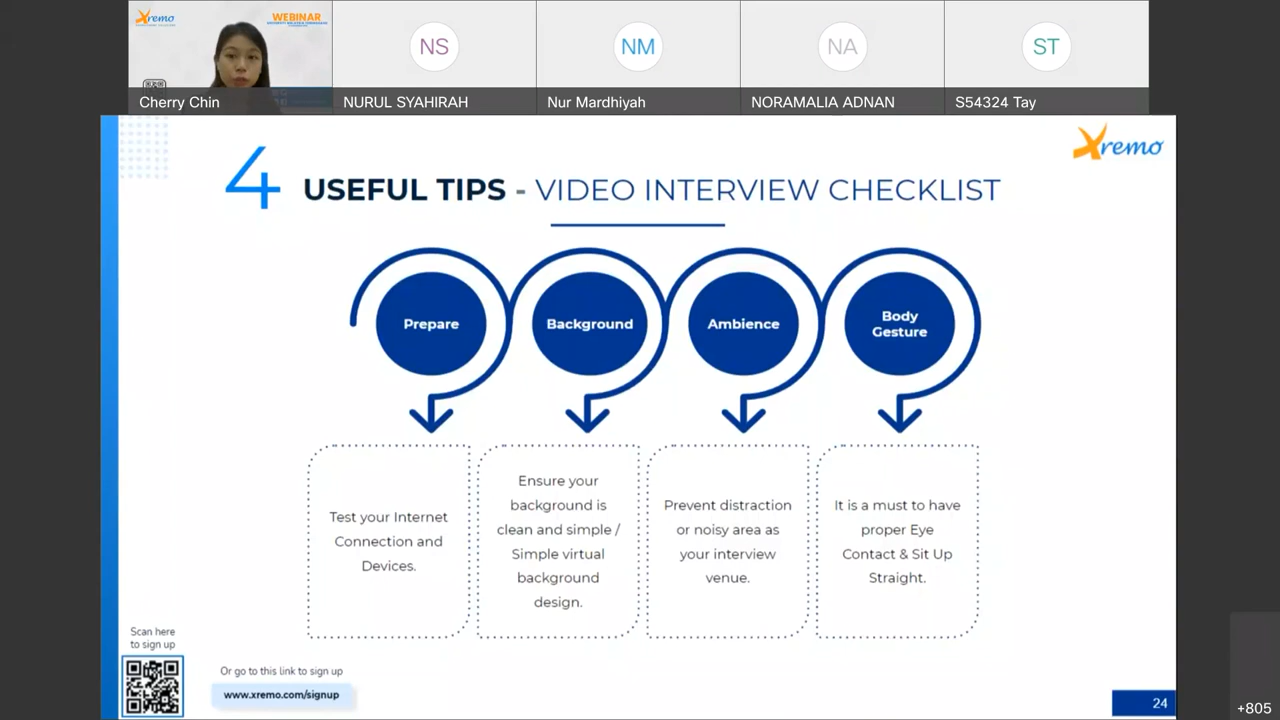 Xremo
WEBINAR
Cherry Chin
NS
NURUL SYAHIRAH
NM
Nur Mardhiyah
NA
NORAMALIA ADNAN
ST
S54324 Tay
Xremo
4 USEFUL TIPS - VIDEO INTERVIEW CHECKLIST
Prepare
Background
Ambience
Body
Gesture
Test your Internet
Connection and
Devices.
Ensure your
background is
clean and simple /
Simple virtual
background
design.
Prevent distraction
or noisy area as
your interview
venue.
It is a must to have
proper Eye
Contact & Sit Up
Straight.
Scan here
to sign up
Or go to this link to sign up
www.xremo.com/signup
24
+805